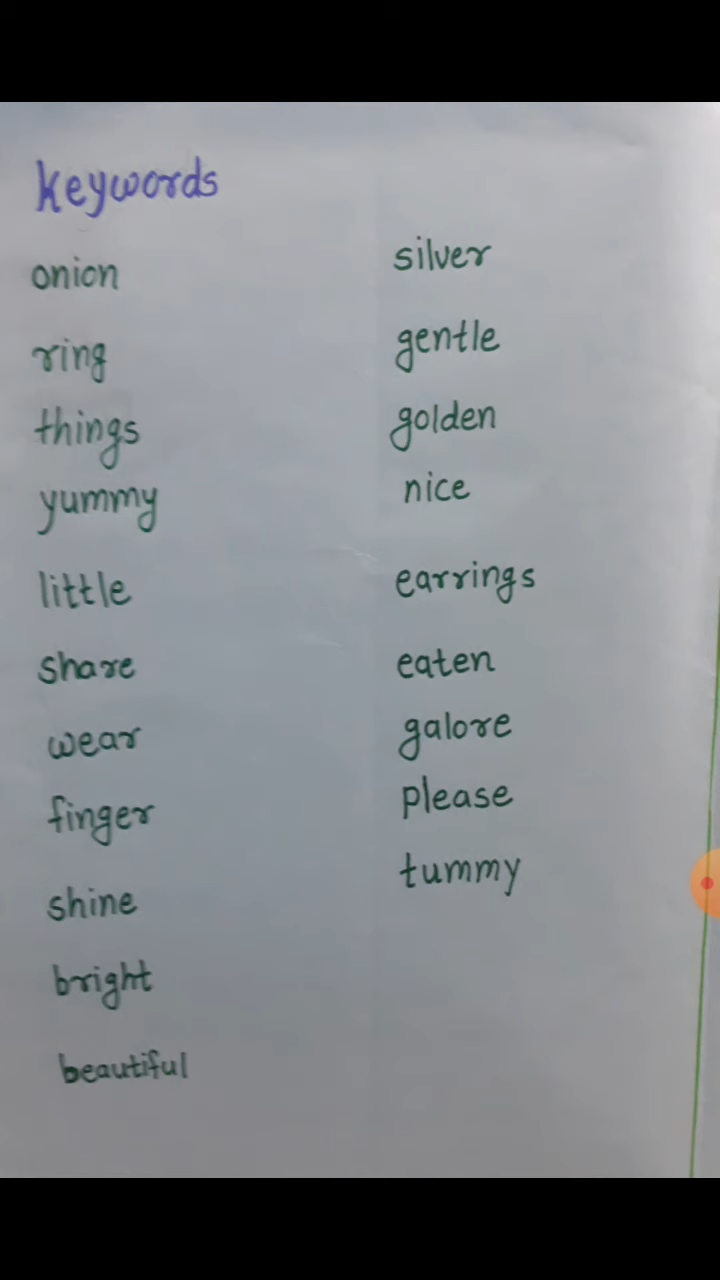 keywords
onion
ring
things
yummy
little
share
wear
finger
shine
bright
beautiful
silver
gentle
golden
nice
earrings
eaten
galore
please
tummy